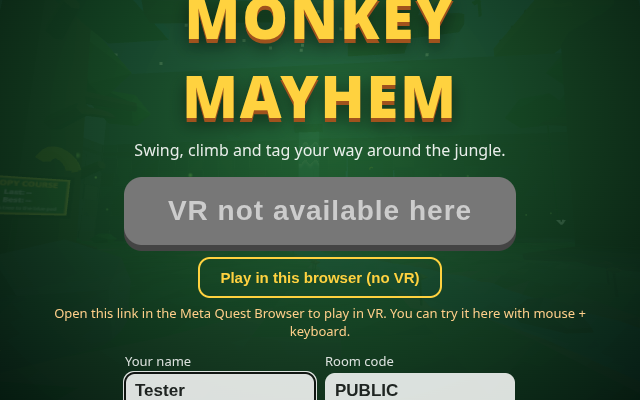 MONKEY
MAYHEM
Swing, climb and tag your way around the jungle.
VR not available here
Play in this browser (no VR)
Open this link in the Meta Quest Browser to play in VR. You can try it here with mouse +
keyboard.
Your name
Room code
Tester
PUBLIC